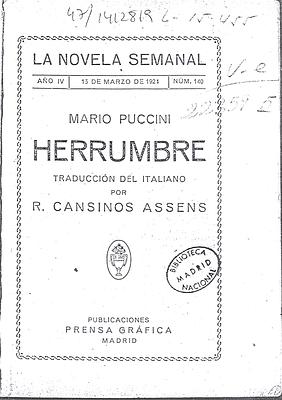 LA NOVELA SEMANAL
AÑO IV 15 DE MARZO DE 1924 NÚM. 140
MARIO PUCCINI
HERRUMBRE
TRADUCCIÓN DEL ITALIANO
POR
R. CANSINOS ASSENS
BIBLIOTECA
MADRID
NACIONAL
PUBLICACIONES
PRENSA GRÁFICA
MADRID